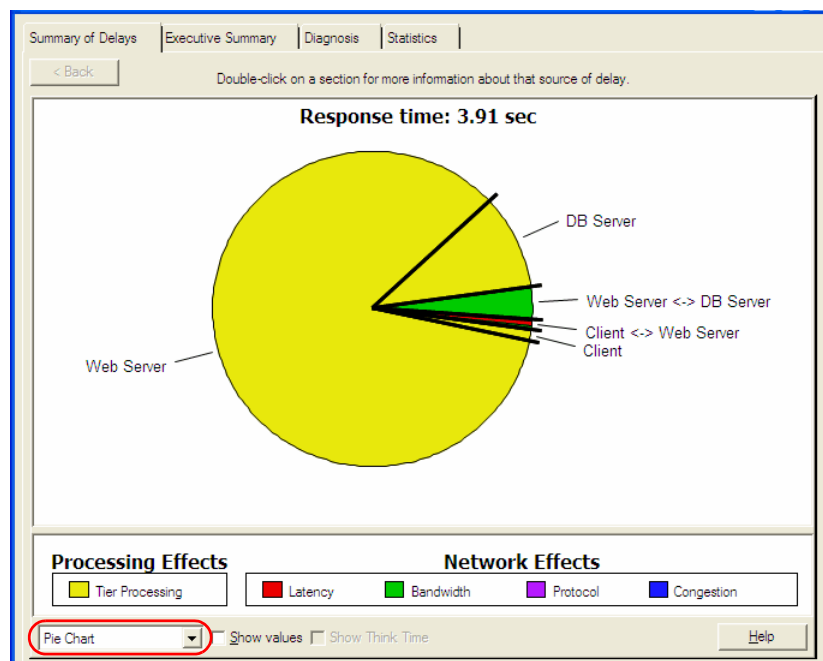 Summary of Delays Executive Summary Diagnosis Statistics
< Back
Double-click on a section for more information about that source of delay.
Response time: 3.91 sec
DB Server
Web Server <-> DB Server
Client <-> Web Server
Client
Web Server
Processing Effects Network Effects
Tier Processing Latency Bandwidth Protocol Congestion
Pie Chart Show values Show Think Time Help